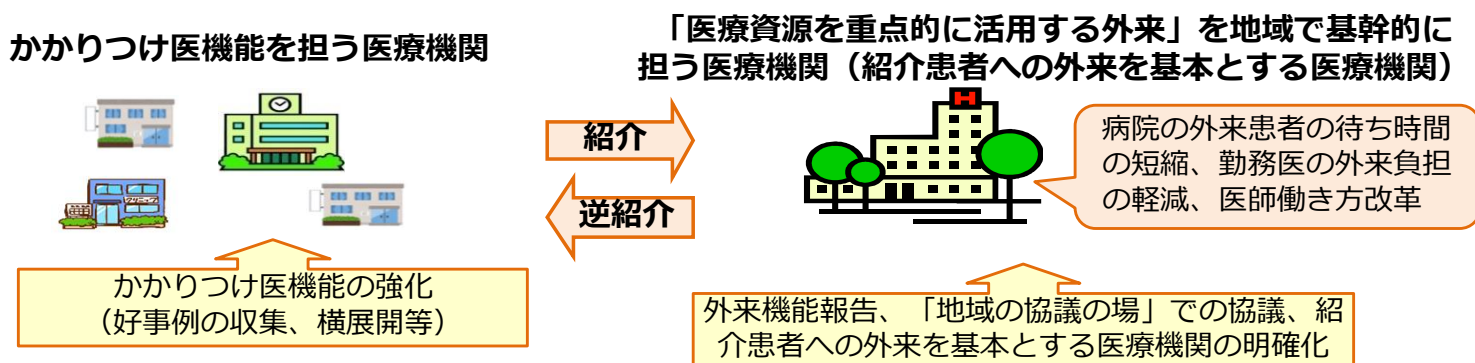 かかりつけ医機能を担う医療機関
「医療資源を重点的に活用する外来」を地域で基幹的に
担う医療機関（紹介患者への外来を基本とする医療機関）
紹介
逆紹介
病院の外来患者の待ち時間
の短縮、勤務医の外来負担
の軽減、医師働き方改革
H
クリニック
かかりつけ医機能の強化
（好事例の収集、横展開等）
外来機能報告、「地域の協議の場」での協議、紹
介患者への外来を基本とする医療機関の明確化